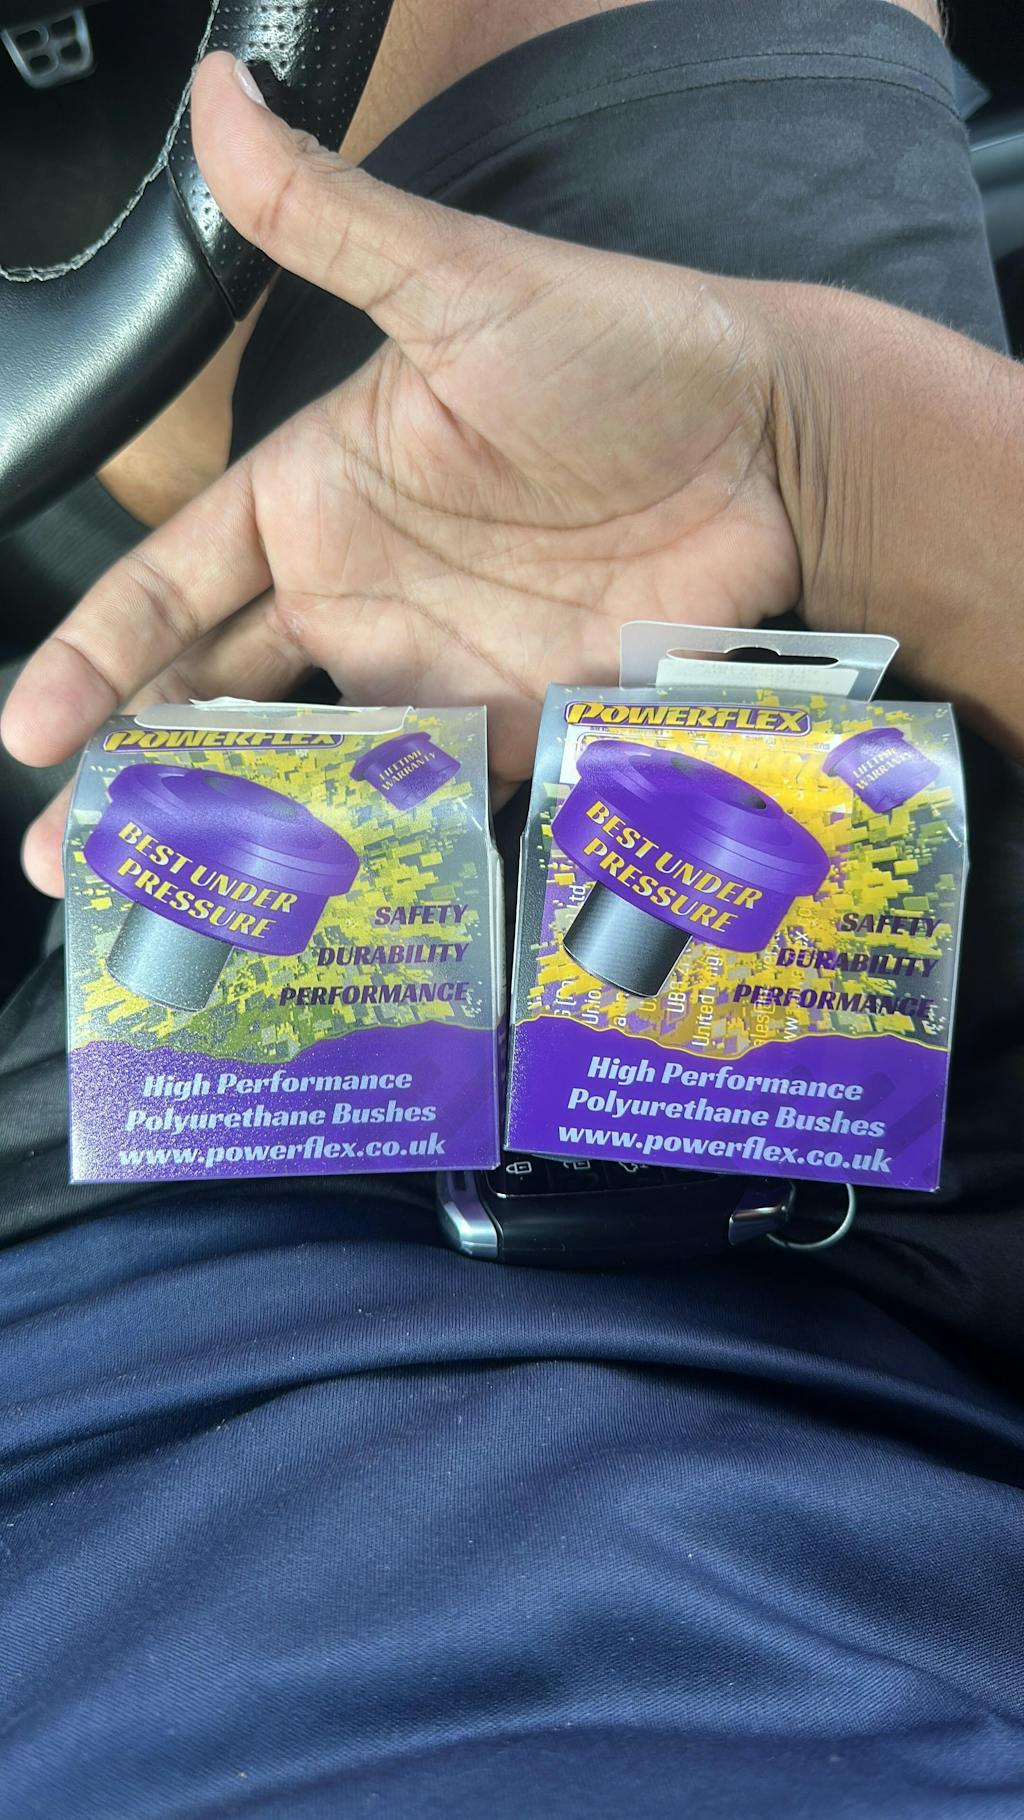 POWERFLEX
LIFETIME
WARRANTY
BEST UNDER
PRESSURE
SAFETY
DURABILITY
PERFORMANCE
High Performance
Polyurethane Bushes
www.powerflex.co.uk
POWERFLEX
LIFETIME
WARRANTY
BEST UNDER
PRESSURE
SAFETY
DURABILITY
PERFORMANCE
High Performance
Polyurethane Bushes
www.powerflex.co.uk
United